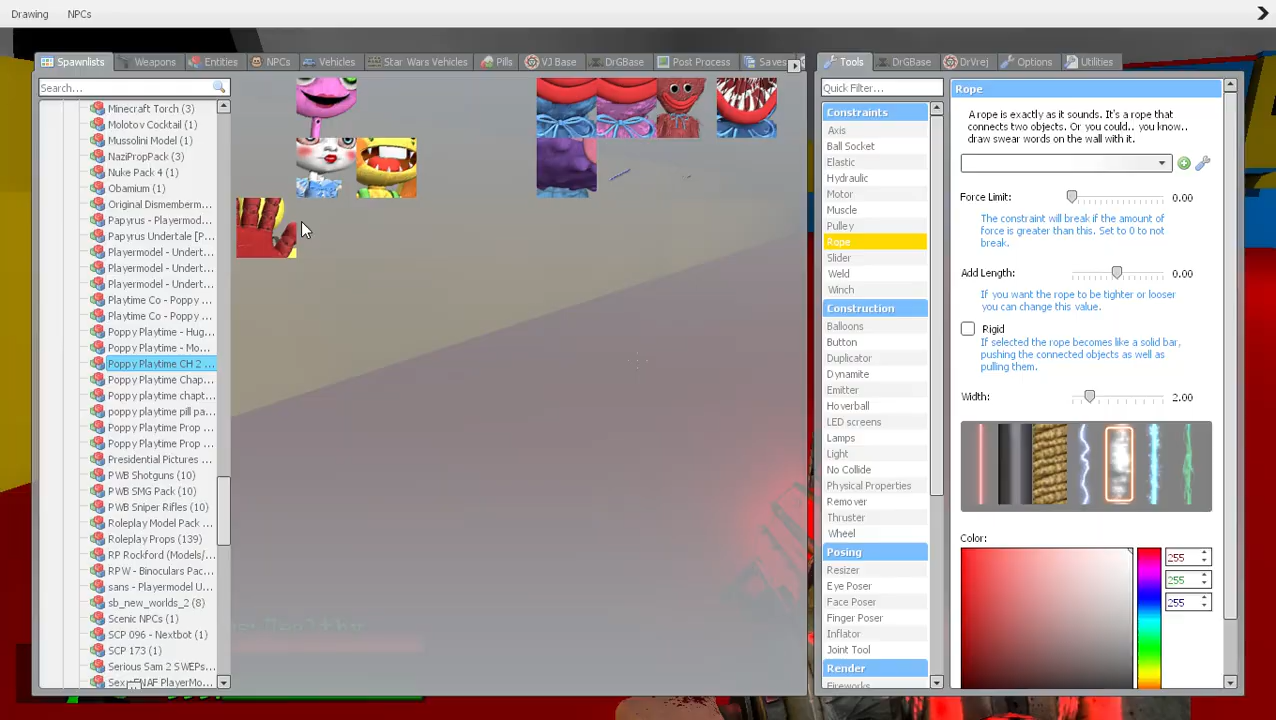 Drawing NPCs
Spawnlists Weapons Entities NPCs Vehicles Star Wars Vehicles Pills VJ Base DrGBase Post Process Saves
Search...
Minecraft Torch (3)
Molotov Cocktail (1)
Mussolini Model (1)
NaziPropPack (3)
Nuke Pack 4 (1)
Obamium (1)
Original Dismemberm...
Papyrus - Playermod...
Papyrus Undertale [P...
Playermodel - Undert...
Playermodel - Undert...
Playermodel - Undert...
Playtime Co - Poppy ...
Playtime Co - Poppy ...
Poppy Playtime - Hug...
Poppy Playtime - Mo...
Poppy Playtime CH 2 ...
Poppy Playtime Chap...
Poppy Playtime chapt...
poppy playtime pill pa...
Poppy Playtime Prop ...
Poppy Playtime Prop ...
Presidential Pictures ...
PWB Shotguns (10)
PWB SMG Pack (10)
PWB Sniper Rifles (10)
Roleplay Model Pack ...
Roleplay Props (139)
RP Rockford (Models/...
RPW - Binoculars Pac...
sans - Playermodel U...
sb_new_worlds_2 (8)
Scenic NPCs (1)
SCP 096 - Nextbot (1)
SCP 173 (1)
Serious Sam 2 SWEPs...
Tools DrGBase DrVrej Options Utilities
Quick Filter...
Constraints
Axis
Ball Socket
Elastic
Hydraulic
Motor
Muscle
Pulley
Rope
Slider
Weld
Winch
Construction
Balloons
Button
Duplicator
Dynamite
Emitter
Hoverball
LED screens
Lamps
Light
No Collide
Physical Properties
Remover
Thruster
Wheel
Posing
Resizer
Eye Poser
Face Poser
Finger Poser
Inflator
Joint Tool
Render
Fireworks
Rope
A rope is exactly as it sounds. It's a rope
that connects two objects. Or you could.. you know..
draw swear words on the wall with it.
Force Limit: 0.00
The constraint will break if the amount of
force is greater than this. Set to 0 to not
break.
Add Length: 0.00
If you want the rope to be tighter or looser
you can change this value.
Rigid
If selected the rope becomes like a solid bar,
pushing the connected objects as well as
pulling them.
Width: 2.00
Color:
255
255
255